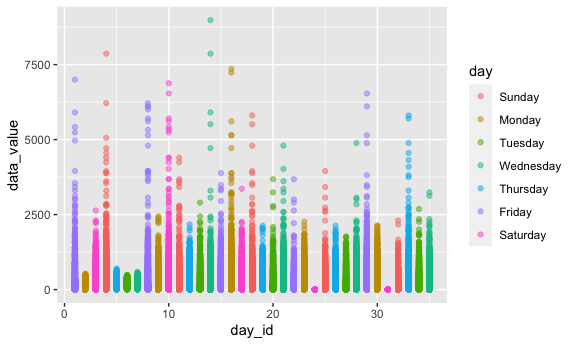 7500
5000
2500
0
data_value
0
10
20
30
day_id
day
Sunday
Monday
Tuesday
Wednesday
Thursday
Friday
Saturday